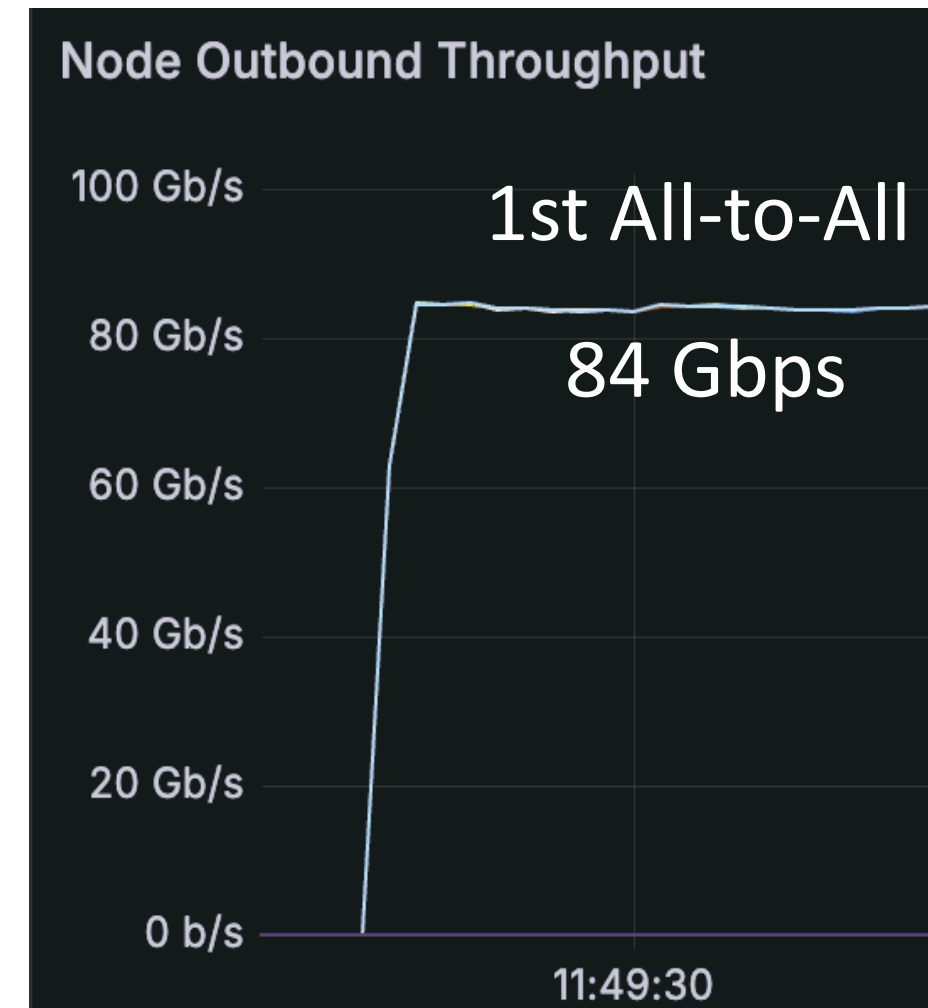 Node Outbound Throughput
100 Gb/s
1st All-to-All
80 Gb/s
84 Gbps
60 Gb/s
40 Gb/s
20 Gb/s
0 b/s
11:49:30